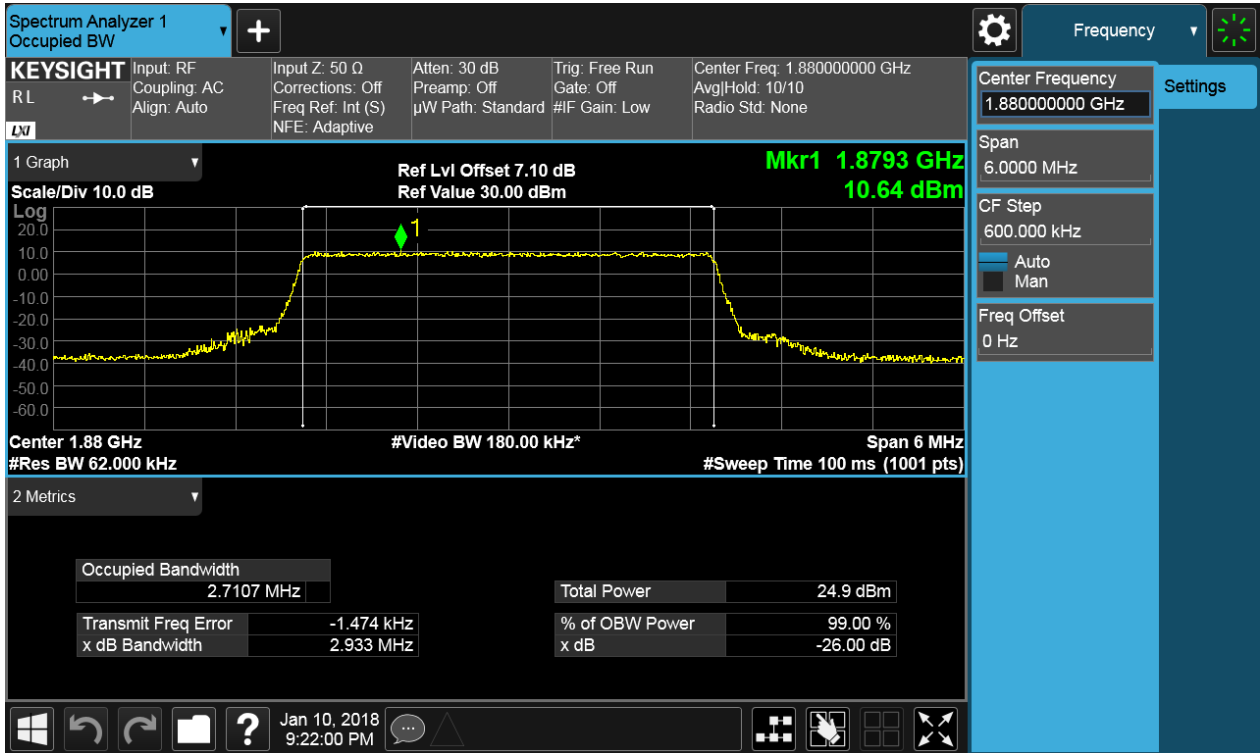 Spectrum Analyzer 1
Occupied BW
+
Frequency
KEYSIGHT
RL
LXI
Input: RF
Coupling: AC
Align: Auto
Input Z: 50 Ω
Corrections: Off
Freq Ref: Int (S)
NFE: Adaptive
Atten: 30 dB
Preamp: Off
µW Path: Standard
Trig: Free Run
Gate: Off
#IF Gain: Low
Center Freq: 1.880000000 GHz
Avg|Hold: 10/10
Radio Std: None
Center Frequency
1.880000000 GHz
Settings
Span
6.0000 MHz
CF Step
600.000 kHz
Auto
Man
Freq Offset
0 Hz
1 Graph
Scale/Div 10.0 dB
Ref Lvl Offset 7.10 dB
Ref Value 30.00 dBm
Mkr1 1.8793 GHz
10.64 dBm
Log
20.0
10.0
0.00
-10.0
-20.0
-30.0
-40.0
-50.0
-60.0
1
Center 1.88 GHz
#Video BW 180.00 kHz*
Span 6 MHz
#Res BW 62.000 kHz
#Sweep Time 100 ms (1001 pts)
2 Metrics
Occupied Bandwidth
2.7107 MHz
Total Power 24.9 dBm
Transmit Freq Error -1.474 kHz
% of OBW Power 99.00 %
x dB Bandwidth 2.933 MHz
x dB -26.00 dB
?
Jan 10, 2018
9:22:00 PM